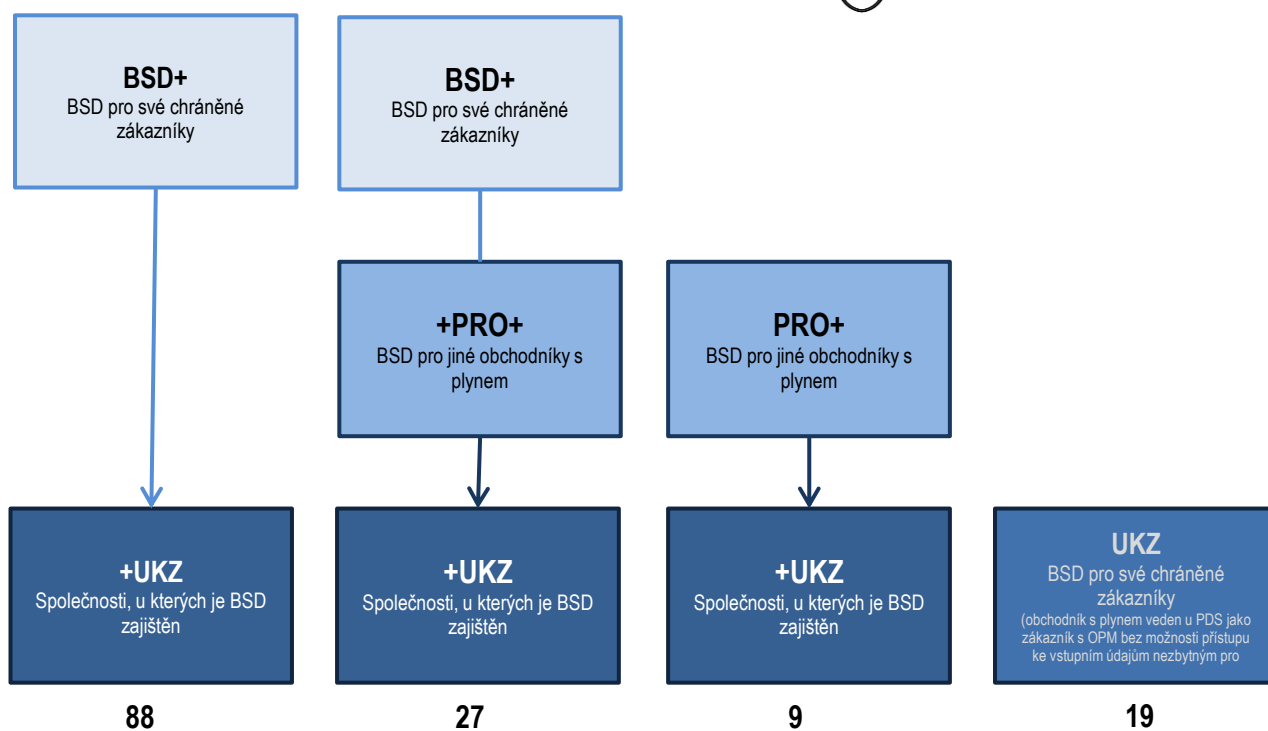 BSD+
BSD pro své chráněné
zákazníky
BSD+
BSD pro své chráněné
zákazníky
+PRO+
BSD pro jiné obchodníky s
plynem
PRO+
BSD pro jiné obchodníky s
plynem
+UKZ
Společnosti, u kterých je BSD
zajištěn
+UKZ
Společnosti, u kterých je BSD
zajištěn
+UKZ
Společnosti, u kterých je BSD
zajištěn
UKZ
BSD pro své chráněné
zákazníky
(obchodník s plynem veden u PDS jako
zákazník s OPM bez možnosti přístupu
ke vstupním údajům nezbytným pro
88
27
9
19